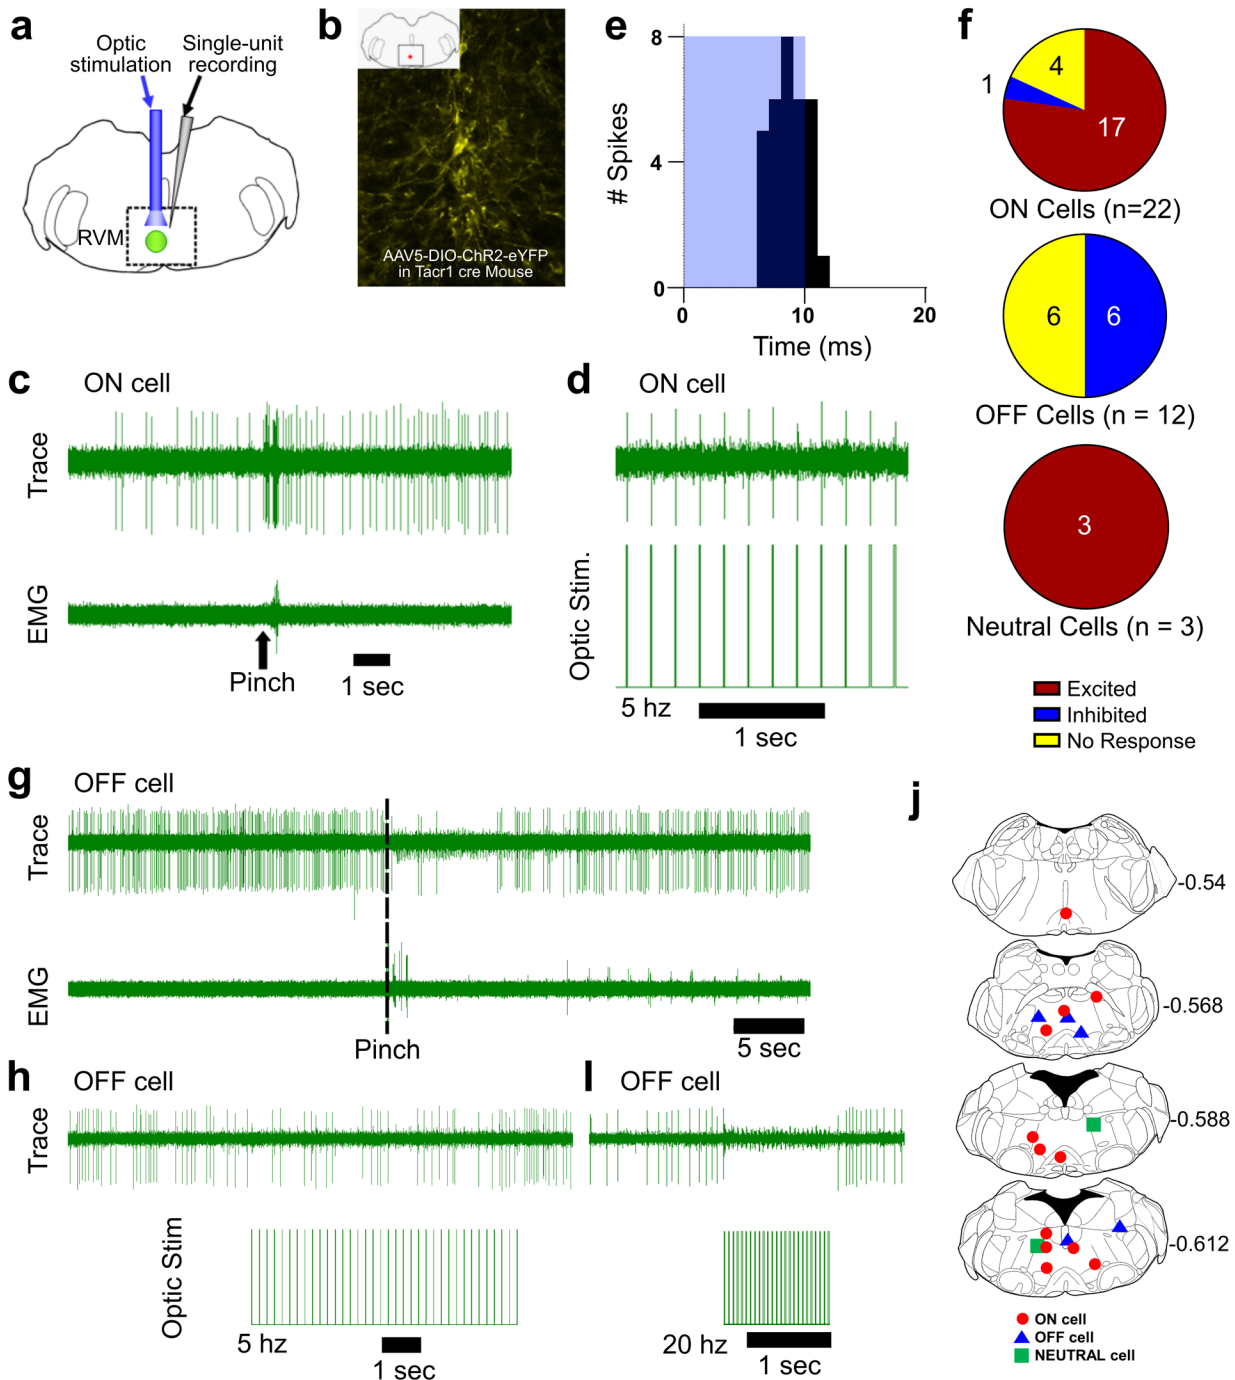 a
Optic
stimulation
Single-unit
recording
RVM
b
AAV5-DIO-ChR2-eYFP
in Tacr1 cre Mouse
e
# Spikes
8
4
0
0
10
20
Time (ms)
f
4
1
17
ON Cells (n=22)
6
6
OFF Cells (n = 12)
3
Neutral Cells (n = 3)
Excited
Inhibited
No Response
c
ON cell
Trace
EMG
Pinch
1 sec
d
ON cell
Optic Stim.
5 hz
1 sec
g
OFF cell
Trace
EMG
Pinch
5 sec
h
OFF cell
Trace
Optic Stim
5 hz
1 sec
I
OFF cell
20 hz
1 sec
j
-0.54
-0.568
-0.588
-0.612
ON cell
OFF cell
NEUTRAL cell